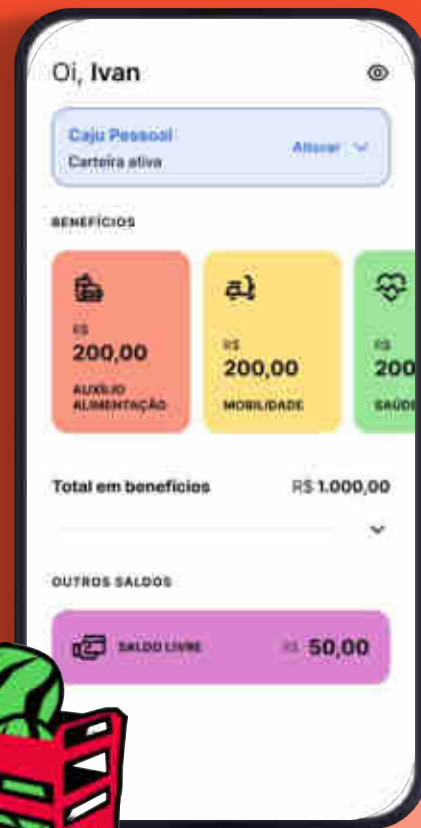 Oi, Ivan
Caju Pessoal
Alterar
Carteira ativa
BENEFÍCIOS
R$
200,00
AUXÍLIO
ALIMENTAÇÃO
R$
200,00
MOBILIDADE
R$
200
SAÚDE
Total em benefícios R$ 1.000,00
OUTROS SALDOS
SALDO LIVRE R$ 50,00